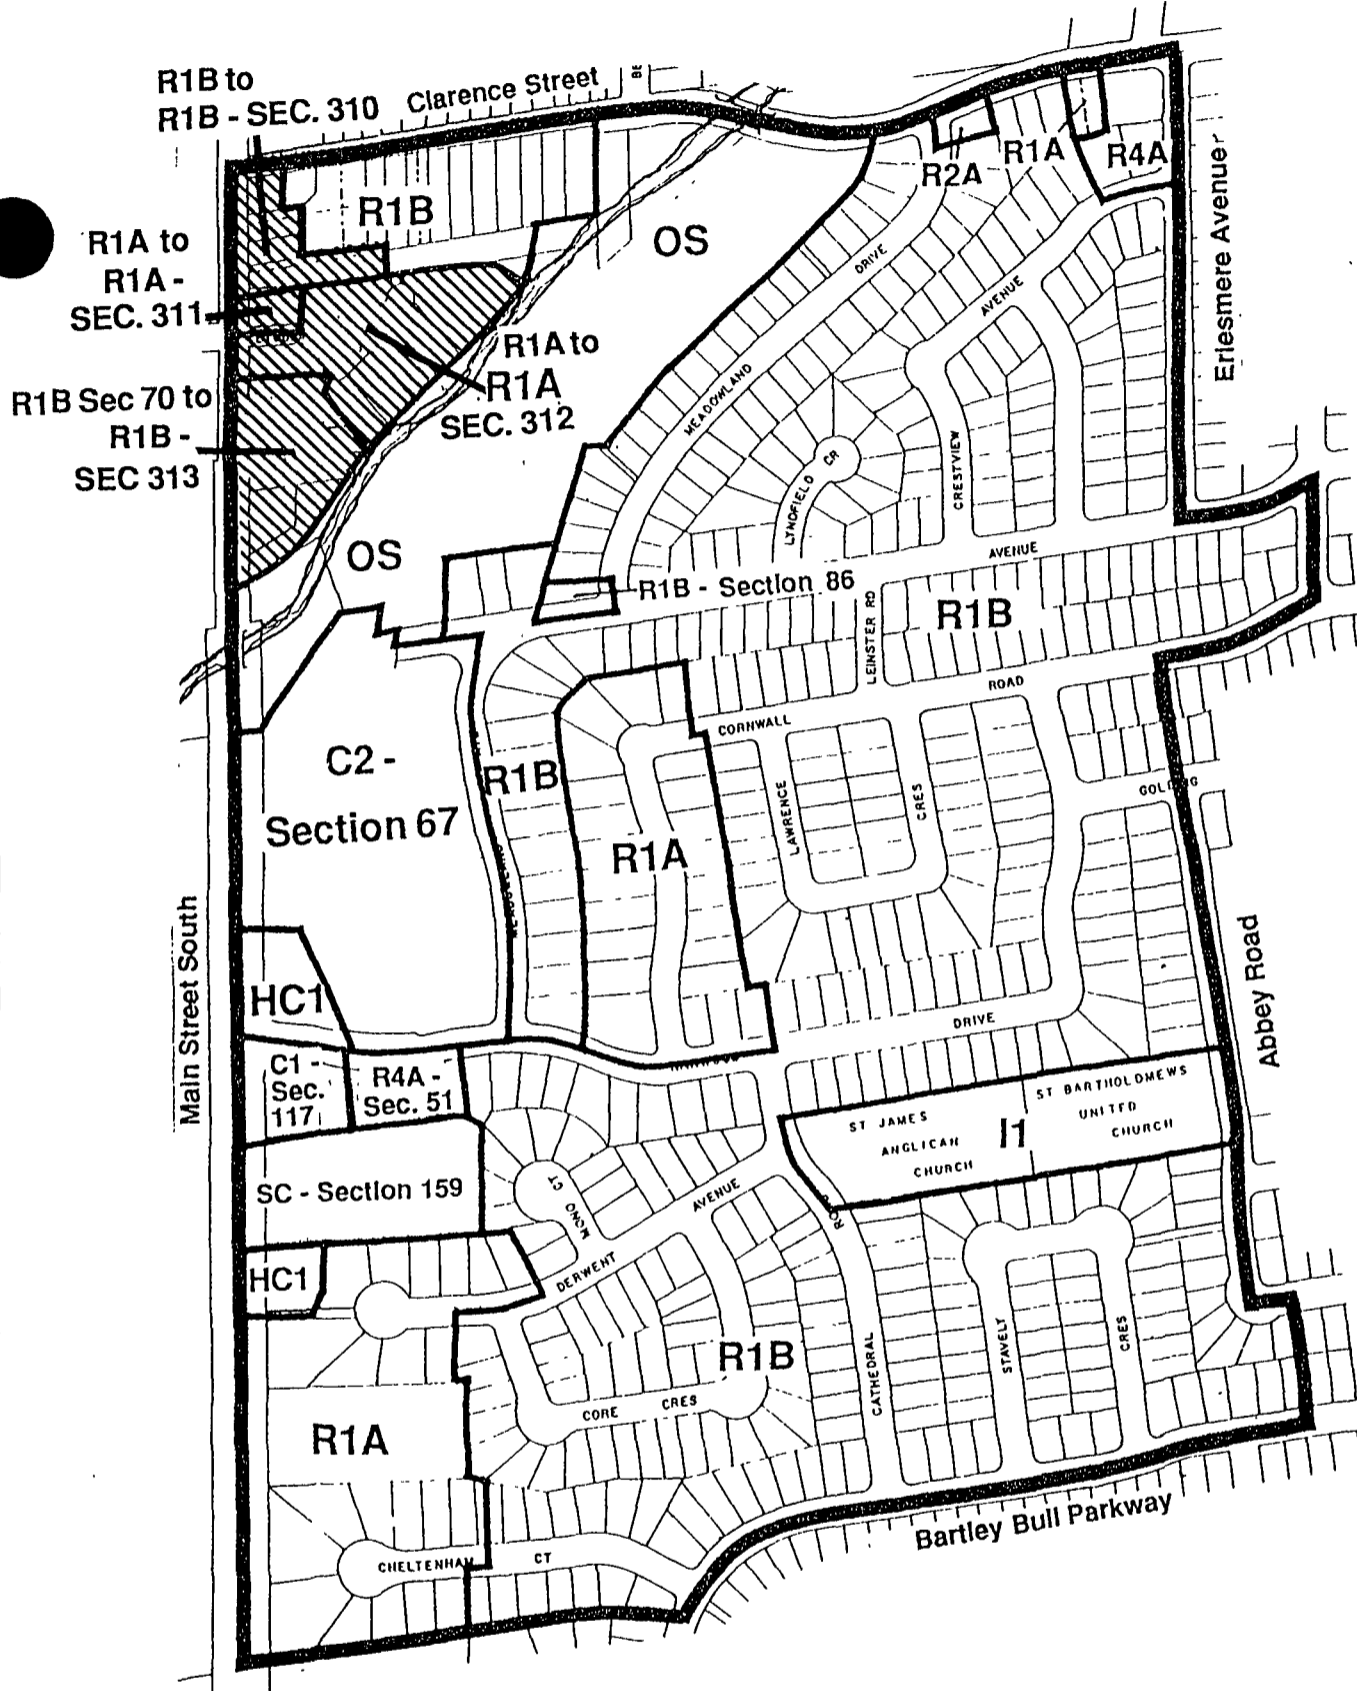 R1B to
R1B - SEC. 310
Clarence Street
BE
R1B
R1A to
R1A -
SEC. 311
OS
R2A
R1A
R4A
Erlesmere Avenue
DRIVE
AVENUE
R1A to
R1A
SEC. 312
R1B Sec 70 to
R1B -
SEC 313
MEADOWLAND
CR
LYNDFIELD
CRESTVIEW
OS
AVENUE
R1B - Section 86
LEINSTER RD
R1B
ROAD
CORNWALL
C2 -
Section 67
R1B
R1A
LAWRENCE
CRES
Main Street South
Abbey Road
HC1
DRIVE
C1 -
Sec.
117
R4A -
Sec. 51
ST JAMES
ANGLICAN
CHURCH
I1
ST BARTHOLOMEWS
UNITED
CHURCH
SC - Section 159
MONO CT
AVENUE
ROAD
DERWENT
HC1
R1B
CATHEDRAL
STAVELY
CRES
CORE CRES
R1A
CHELTENHAM CT
Bartley Bull Parkway